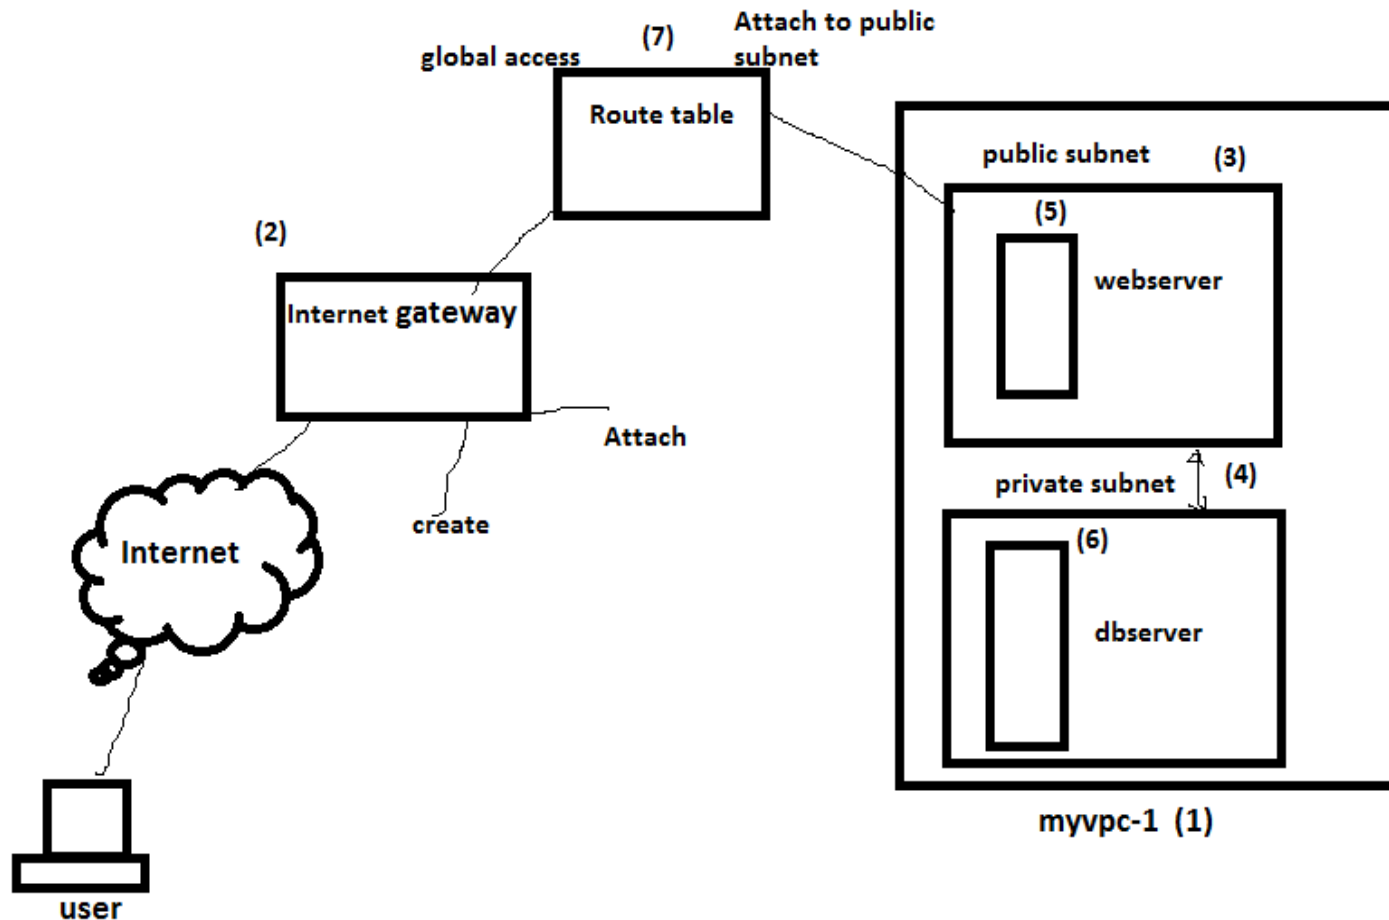 (7)
Attach to public
subnet
global access
Route table
public subnet
(3)
(2)
(5)
webserver
Internet gateway
Attach
private subnet
(4)
create
Internet
(6)
dbserver
myvpc-1 (1)
user